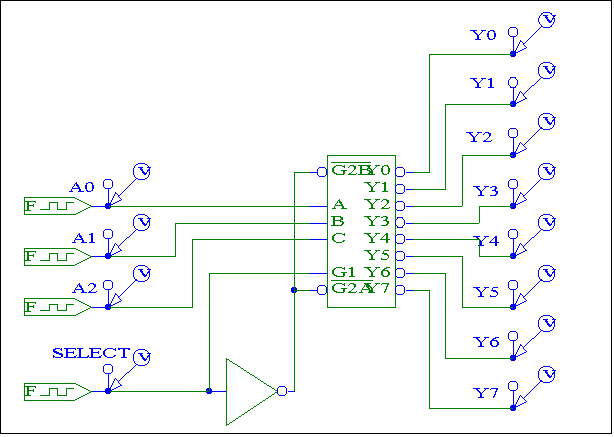 V
Y0
V
Y1
V
Y2
V
A0
G2B Y0
Y1
V
Y3
F
A
Y2
V
A1
B
Y3
C
Y4
V
Y4
F
Y5
V
A2
G1
Y6
V
Y5
G2A
Y7
F
V
Y6
SELECT
V
V
Y7
F